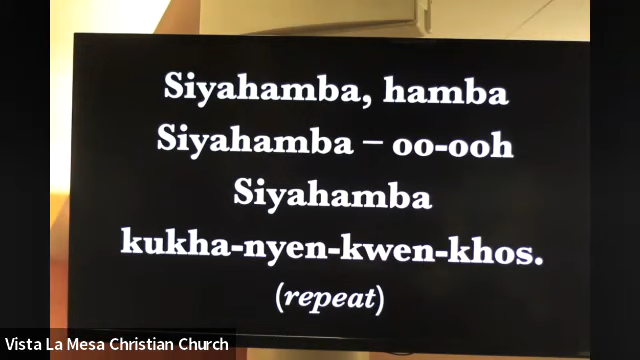 Siyahamba, hamba
Siyahamba – oo-ooh
Siyahamba
kukha-nyen-kwen-khos.
(repeat)
Vista La Mesa Christian Church